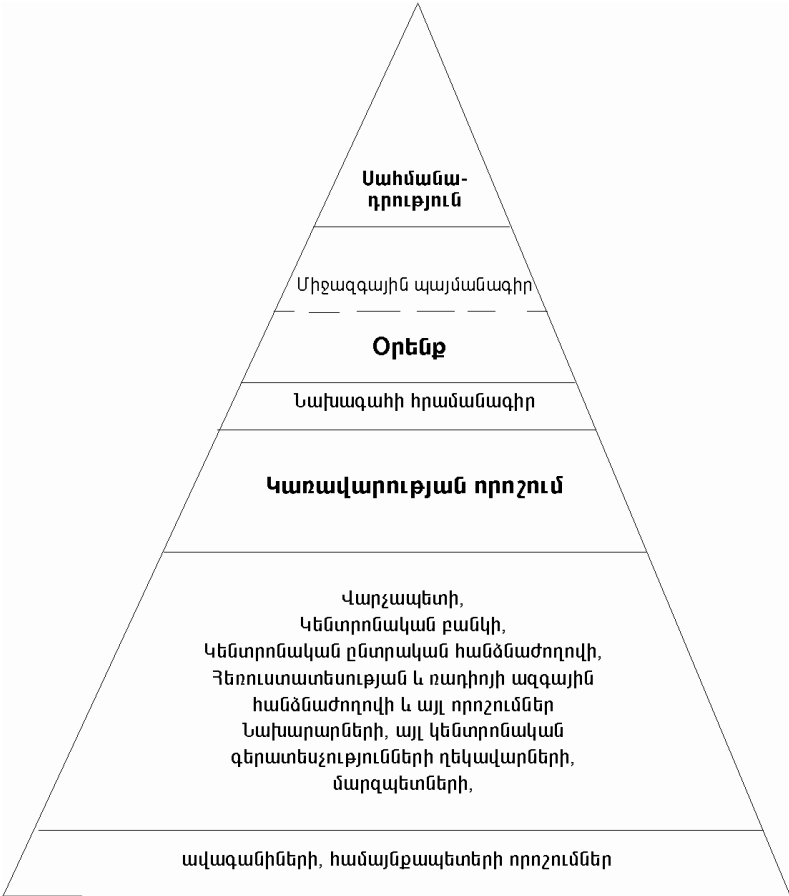 Սահմանա-
դրություն
Միջազգային պայմանագիր
Օրենք
Նախագահի հրամանագիր
Կառավարության որոշում
Վարչապետի,
Կենտրոնական բանկի,
Կենտրոնական ընտրական հանձնաժողովի,
Հեռուստատեսության և ռադիոյի ազգային
հանձնաժողովի և այլ որոշումներ
Նախարարների, այլ կենտրոնական
գերատեսչությունների ղեկավարների,
մարզպետների,
ավագանիների, համայնքապետերի որոշումներ